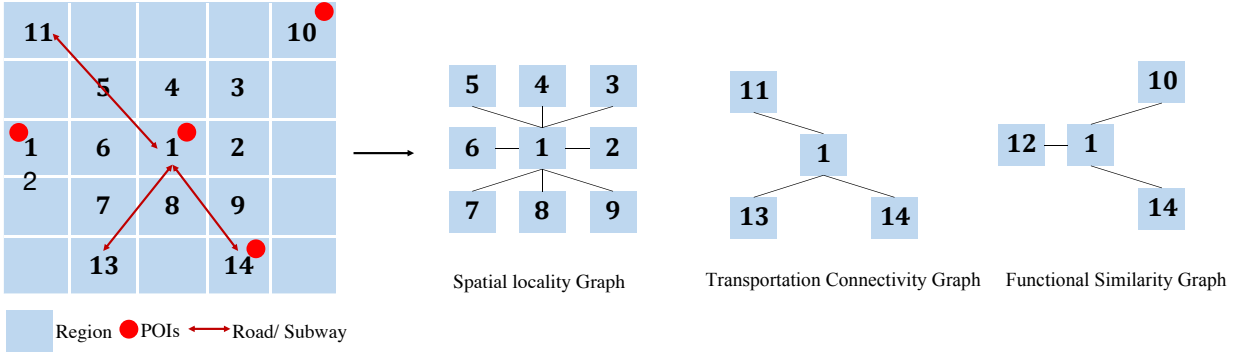 11 10
5 4 3
1 6 1 2
2
7 8 9
13 14
5 4 3
6 1 2
7 8 9
Spatial locality Graph
11
1
13 14
Transportation Connectivity Graph
10
12 1
14
Functional Similarity Graph
Region POIs Road/ Subway